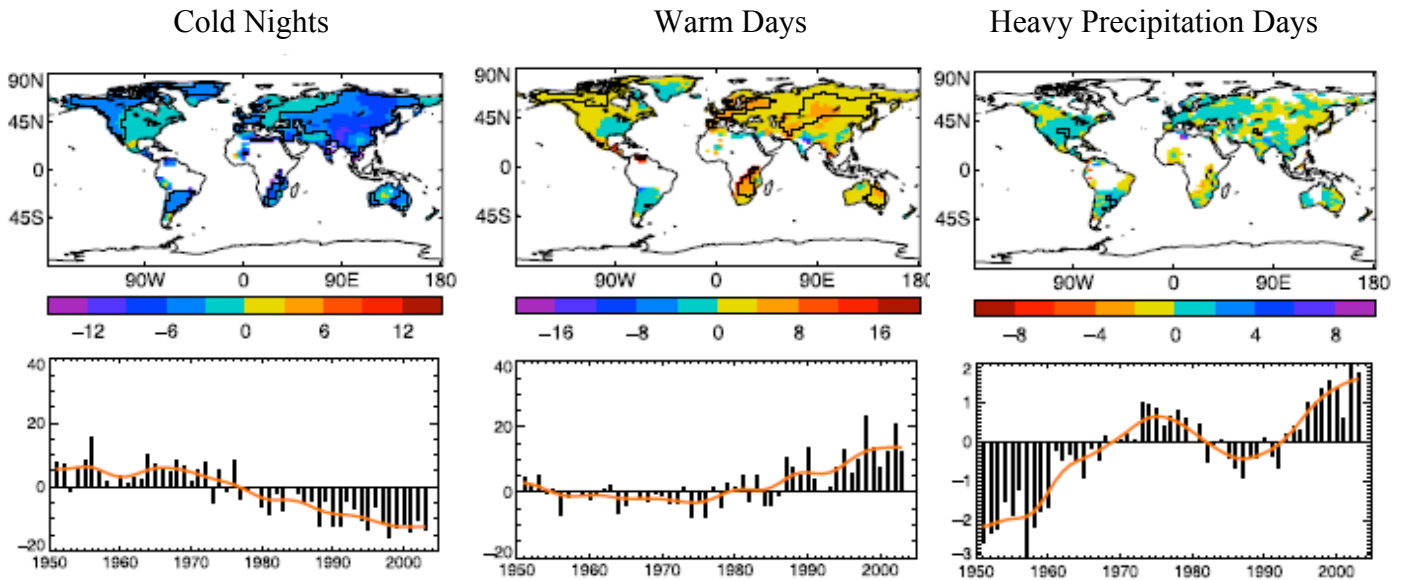 Cold Nights Warm Days Heavy Precipitation Days
90N 90N 90N
45N 45N 45N
0 0 0
45S 45S 45S
90W 0 90E 180 90W 0 90E 180 90W 0 90E 180
−12 −6 0 6 12 −16 −8 0 8 16 −8 −4 0 4 8
40 40 2
20 20 1
0 0 0
−1
−2
−20 −20 −3
1950 1960 1970 1980 1990 2000 1950 1960 1970 1980 1990 2000 1950 1960 1970 1980 1990 2000